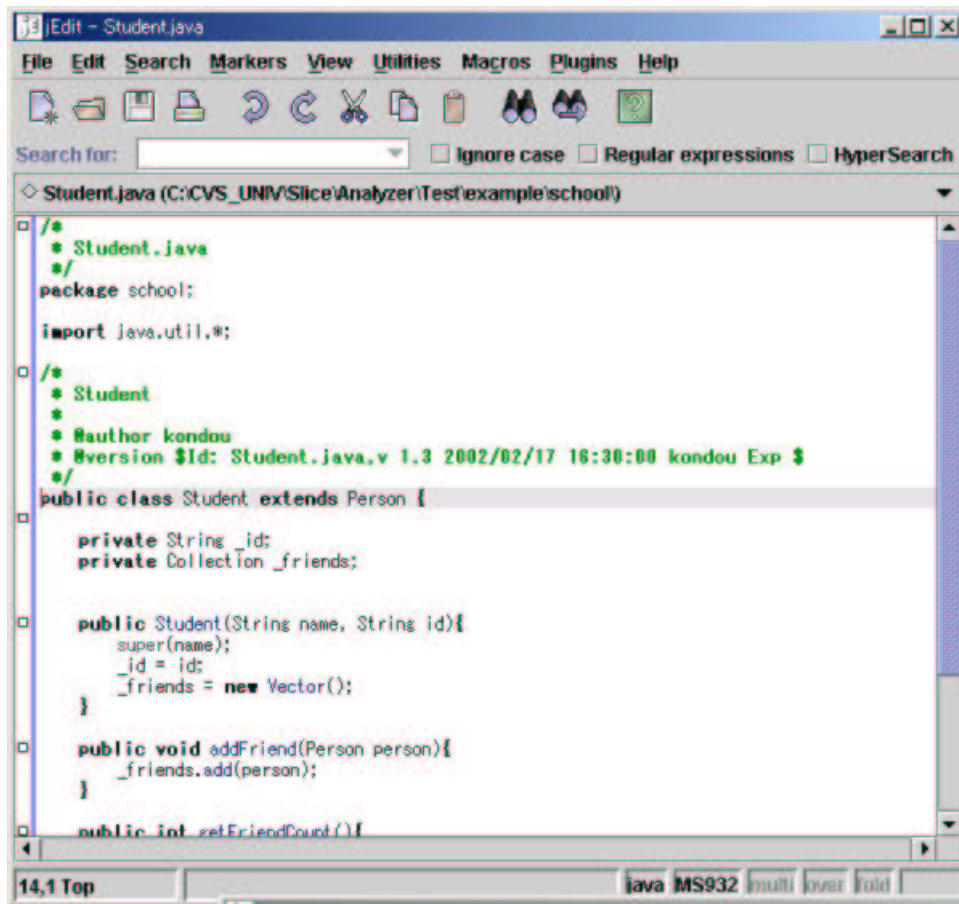 jEdit - Student.java
File Edit Search Markers View Utilities Macros Plugins Help
Search for: Ignore case Regular expressions HyperSearch
Student.java (C:\CVS_UNIV\Slice\Analyzer\Test\example\school\)
/*
 * Student.java
 */
package school;
import java.util.*;
/*
 * Student
 *
 * @author kondou
 * @version $Id: Student.java,v 1.3 2002/02/17 16:30:00 kondou Exp $
 */
public class Student extends Person {
private String _id;
private Collection _friends;
public Student(String name, String id){
super(name);
_id = id;
_friends = new Vector();
}
public void addFriend(Person person){
_friends.add(person);
}
public int getFriendCount(){
14,1 Top java MS932 multi over fold